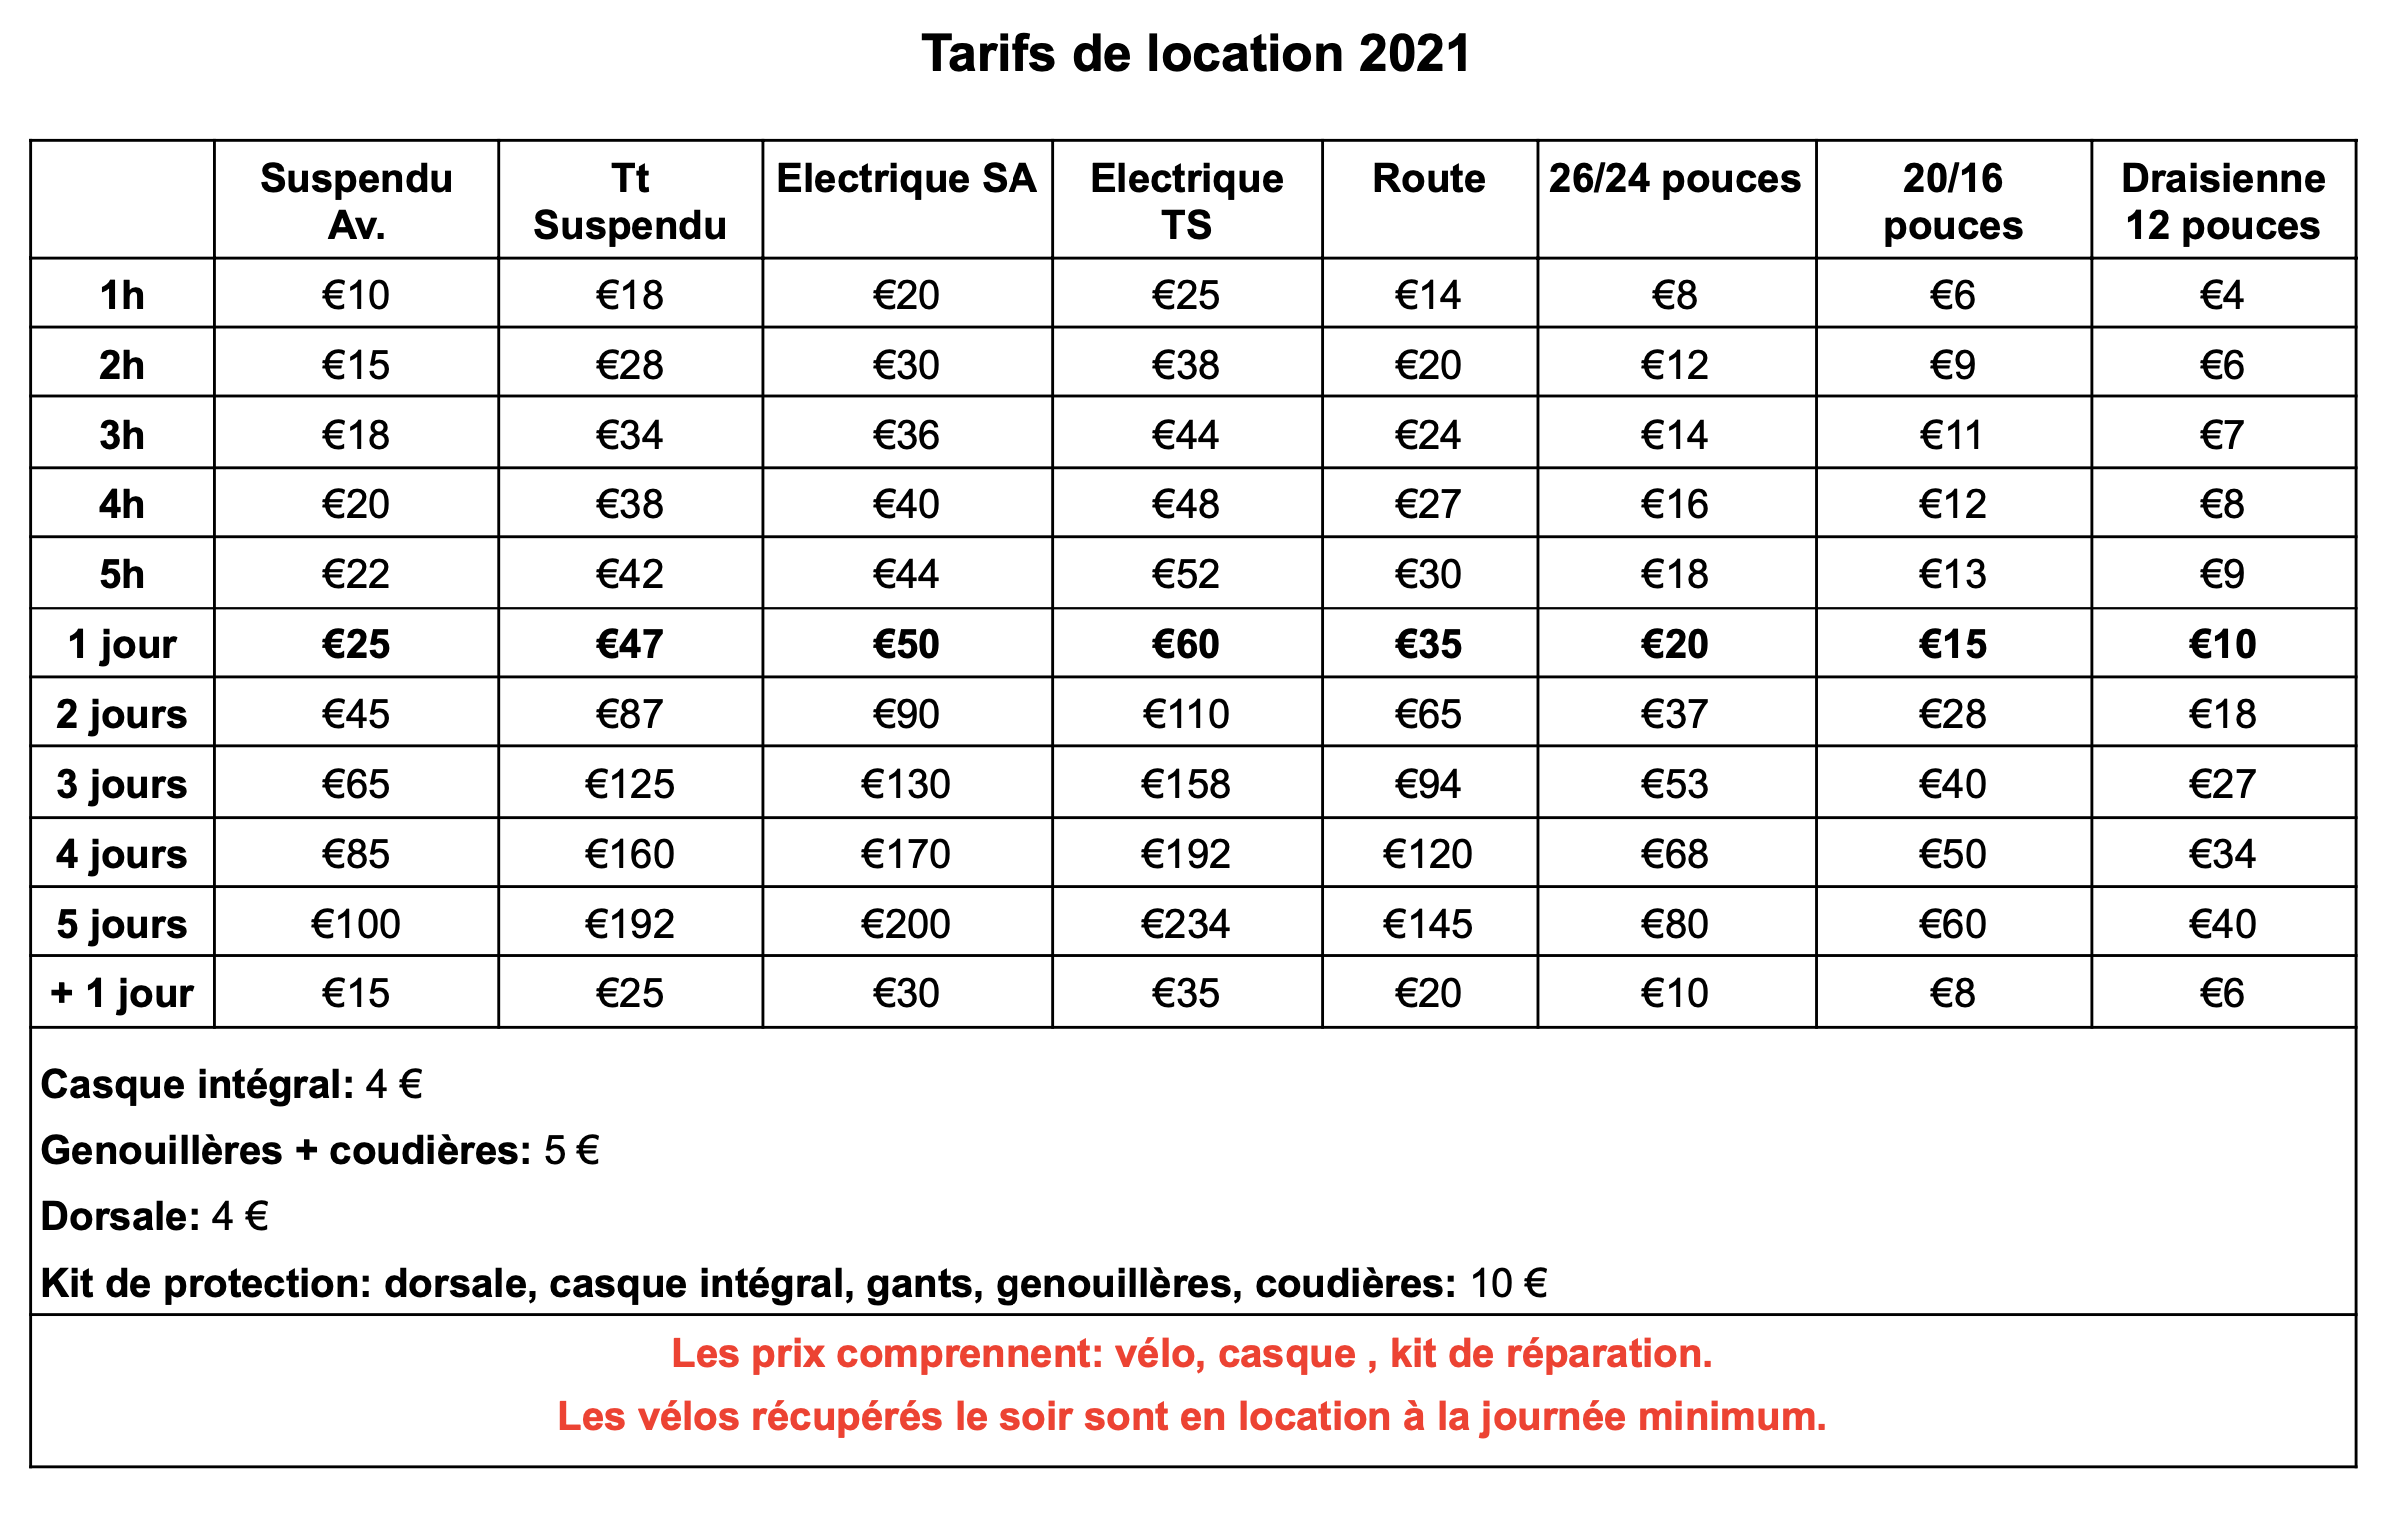 Tarifs de location 2021
Suspendu Av. Tt Suspendu Electrique SA Electrique TS Route 26/24 pouces 20/16 pouces Draisienne 12 pouces
1h €10 €18 €20 €25 €14 €8 €6 €4
2h €15 €28 €30 €38 €20 €12 €9 €6
3h €18 €34 €36 €44 €24 €14 €11 €7
4h €20 €38 €40 €48 €27 €16 €12 €8
5h €22 €42 €44 €52 €30 €18 €13 €9
1 jour €25 €47 €50 €60 €35 €20 €15 €10
2 jours €45 €87 €90 €110 €65 €37 €28 €18
3 jours €65 €125 €130 €158 €94 €53 €40 €27
4 jours €85 €160 €170 €192 €120 €68 €50 €34
5 jours €100 €192 €200 €234 €145 €80 €60 €40
+ 1 jour €15 €25 €30 €35 €20 €10 €8 €6
Casque intégral: 4 €
Genouillères + coudières: 5 €
Dorsale: 4 €
Kit de protection: dorsale, casque intégral, gants, genouillères, coudières: 10 €
Les prix comprennent: vélo, casque , kit de réparation.
Les vélos récupérés le soir sont en location à la journée minimum.